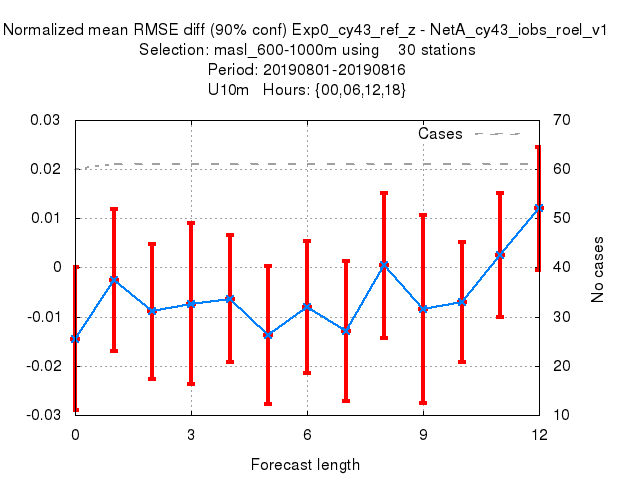 Normalized mean RMSE diff (90% conf) Exp0_cy43_ref_z - NetA_cy43_iobs_roel_v1
Selection: masl_600-1000m using 30 stations
Period: 20190801-20190816
U10m Hours: {00,06,12,18}
Cases
0.03
0.02
0.01
0
-0.01
-0.02
-0.03
70
60
50
40
30
20
10
No cases
0 3 6 9 12
Forecast length